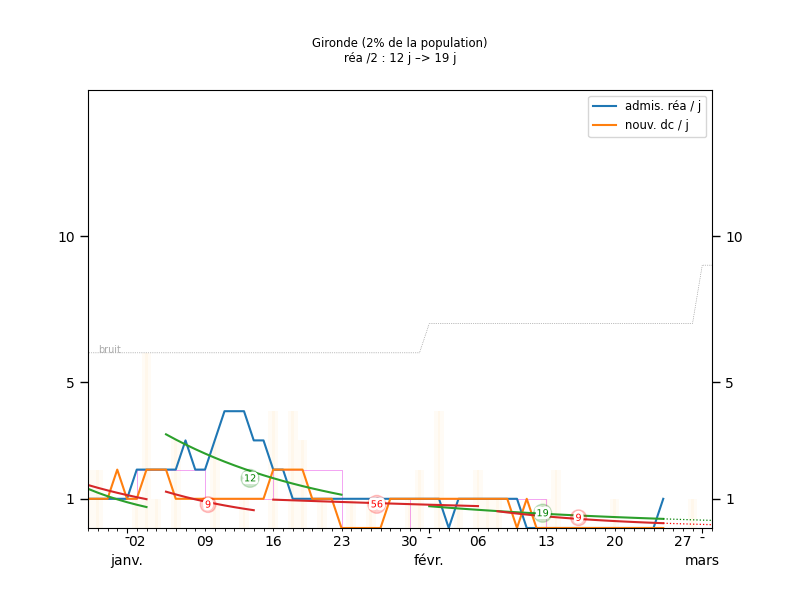 Gironde (2% de la population)
réa /2 : 12 j –> 19 j
admis. réa / j
nouv. dc / j
10 10
bruit
5 5
12
9
56
19
9
1 1
02 09 16 23 30 06 13 20 27
janv. févr. mars